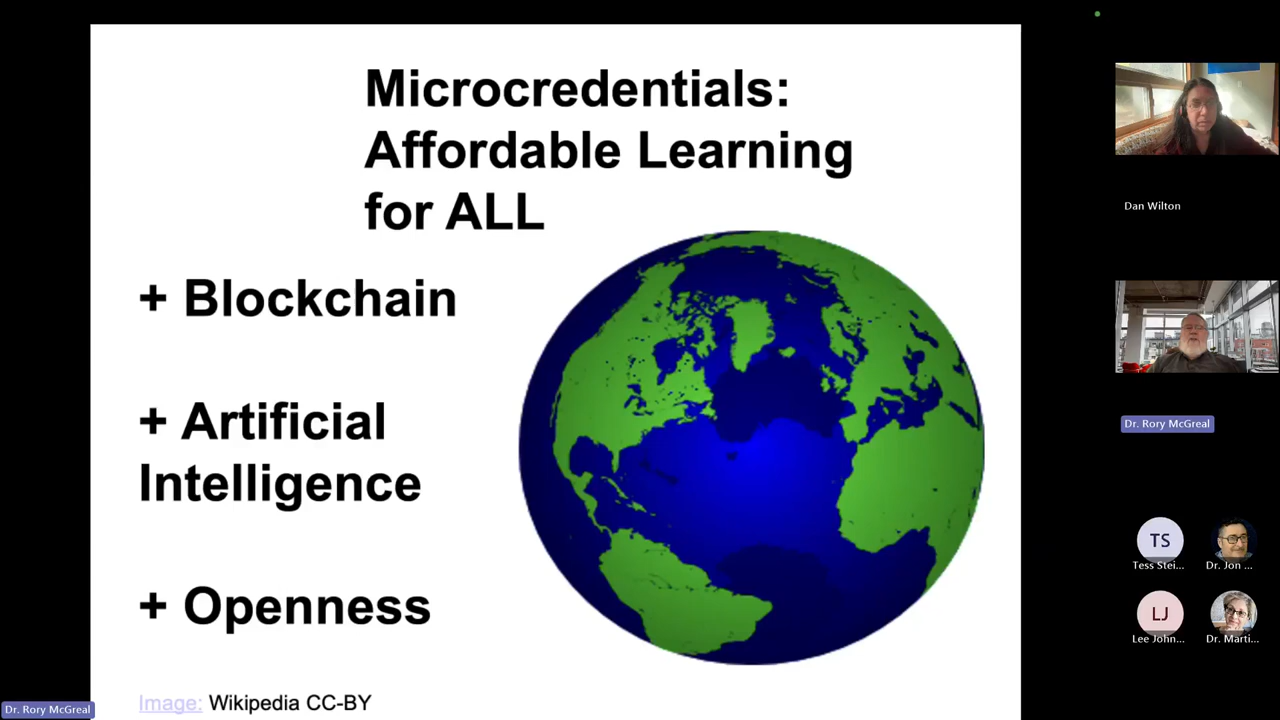 Microcredentials:
Affordable Learning
for ALL
+ Blockchain
+ Artificial
Intelligence
+ Openness
Image: Wikipedia CC-BY
Dr. Rory McGreal
Dan Wilton
Dr. Rory McGreal
TS
Tess Stei...
Dr. Jon ...
LJ
Lee John...
Dr. Marti...